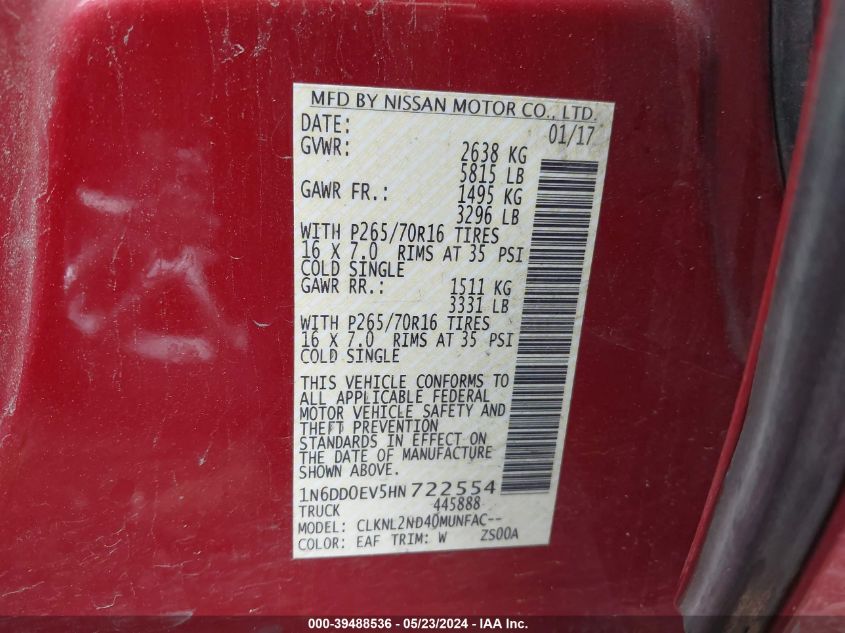 MFD BY NISSAN MOTOR CO., LTD.
DATE: 01/17
GVWR: 2638 KG
5815 LB
GAWR FR.: 1495 KG
3296 LB
WITH P265/70R16 TIRES
16 X 7.0 RIMS AT 35 PSI
COLD SINGLE
GAWR RR.: 1511 KG
3331 LB
WITH P265/70R16 TIRES
16 X 7.0 RIMS AT 35 PSI
COLD SINGLE
THIS VEHICLE CONFORMS TO
ALL APPLICABLE FEDERAL
MOTOR VEHICLE SAFETY AND
THEFT PREVENTION
STANDARDS IN EFFECT ON
THE DATE OF MANUFACTURE
SHOWN ABOVE.
1N6DD0EV5HN722554
TRUCK 445888
MODEL: CLKNL2ND40MUNFAC--
COLOR: EAF TRIM: W ZS00A
000-39488536 - 05/23/2024 - IAA Inc.